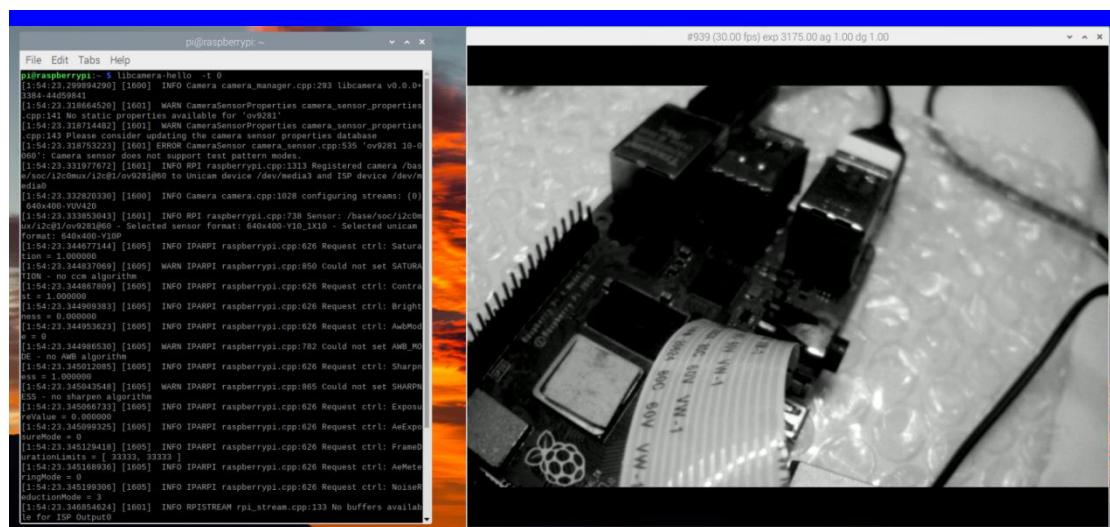 pi@raspberrypi: ~
File Edit Tabs Help
pi@raspberrypi:~ $ libcamera-hello -t 0
[1:54:23.299894290] [1600] INFO Camera camera_manager.cpp:293 libcamera v0.0.0+
3384-44d59841
[1:54:23.318664520] [1601] WARN CameraSensorProperties camera_sensor_properties
.cpp:141 No static properties available for 'ov9281'
[1:54:23.318714482] [1601] WARN CameraSensorProperties camera_sensor_properties
.cpp:143 Please consider updating the camera sensor properties database
[1:54:23.318753223] [1601] ERROR CameraSensor camera_sensor.cpp:535 'ov9281 10-0
060': Camera sensor does not support test pattern modes.
[1:54:23.331977672] [1601] INFO RPI raspberrypi.cpp:1313 Registered camera /bas
e/soc/i2c0mux/i2c@1/ov9281@60 to Unicam device /dev/media3 and ISP device /dev/m
edia0
[1:54:23.332820330] [1600] INFO Camera camera.cpp:1028 configuring streams: (0)
640x400-YUV420
[1:54:23.333053043] [1601] INFO RPI raspberrypi.cpp:738 Sensor: /base/soc/i2c0m
ux/i2c@1/ov9281@60 - Selected sensor format: 640x400-Y10_1X10 - Selected unicam
format: 640x400-Y10P
[1:54:23.344677144] [1605] INFO IPARPI raspberrypi.cpp:626 Request ctrl: Satura
tion = 1.000000
[1:54:23.344837069] [1605] WARN IPARPI raspberrypi.cpp:850 Could not set SATURA
TION - no ccm algorithm
[1:54:23.344867809] [1605] INFO IPARPI raspberrypi.cpp:626 Request ctrl: Contra
st = 1.000000
[1:54:23.344909383] [1605] INFO IPARPI raspberrypi.cpp:626 Request ctrl: Bright
ness = 0.000000
[1:54:23.344953623] [1605] INFO IPARPI raspberrypi.cpp:626 Request ctrl: AwbMod
e = 0
[1:54:23.344986530] [1605] WARN IPARPI raspberrypi.cpp:782 Could not set AWB_MO
DE - no AWB algorithm
[1:54:23.345012085] [1605] INFO IPARPI raspberrypi.cpp:626 Request ctrl: Sharpn
ess = 1.000000
[1:54:23.345043548] [1605] WARN IPARPI raspberrypi.cpp:865 Could not set SHARPN
ESS - no sharpen algorithm
[1:54:23.345066733] [1605] INFO IPARPI raspberrypi.cpp:626 Request ctrl: Exposu
reValue = 0.000000
[1:54:23.345099325] [1605] INFO IPARPI raspberrypi.cpp:626 Request ctrl: AeExpo
sureMode = 0
[1:54:23.345129418] [1605] INFO IPARPI raspberrypi.cpp:626 Request ctrl: FrameD
urationLimits = [ 33333, 33333 ]
[1:54:23.345168936] [1605] INFO IPARPI raspberrypi.cpp:626 Request ctrl: AeMete
ringMode = 0
[1:54:23.345199306] [1605] INFO IPARPI raspberrypi.cpp:626 Request ctrl: NoiseR
eductionMode = 3
[1:54:23.346854624] [1601] INFO RPISTREAM rpi_stream.cpp:133 No buffers availab
le for ISP Output0
#939 (30.00 fps) exp 3175.00 ag 1.00 dg 1.00
60V VW-1